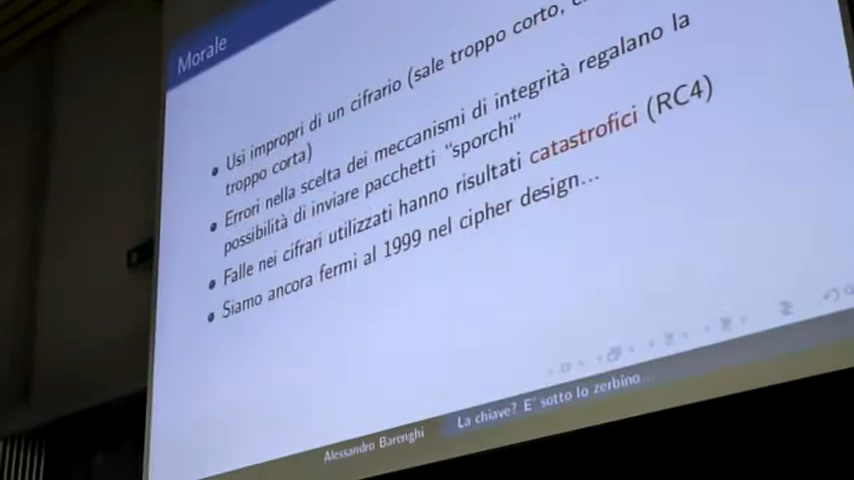 Morale
Usi impropri di un cifrario (sale troppo corto,
troppo corta)
Errori nella scelta dei meccanismi di integrità regalano la
possibilità di inviare pacchetti “sporchi”
Falle nei cifrari utilizzati hanno risultati catastrofici (RC4)
Siamo ancora fermi al 1999 nel cipher design...
Alessandro Barenghi
La chiave? E' sotto lo zerbino...